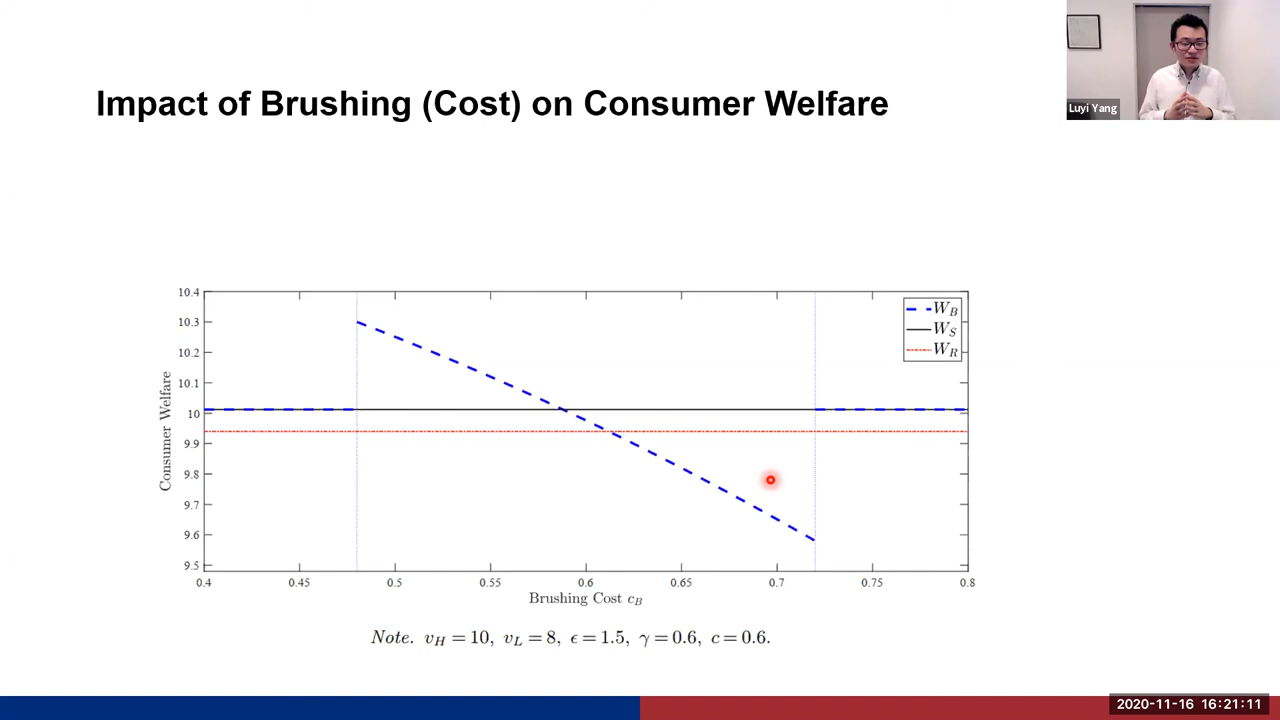 Impact of Brushing (Cost) on Consumer Welfare
Luyi Yang
10.4
10.3
10.2
10.1
10
9.9
9.8
9.7
9.6
9.5
Consumer Welfare
W_B
W_S
W_R
0.4 0.45 0.5 0.55 0.6 0.65 0.7 0.75 0.8
Brushing Cost c_B
Note. v_H = 10, v_L = 8, ϵ = 1.5, γ = 0.6, c = 0.6.
2020-11-16 16:21:11